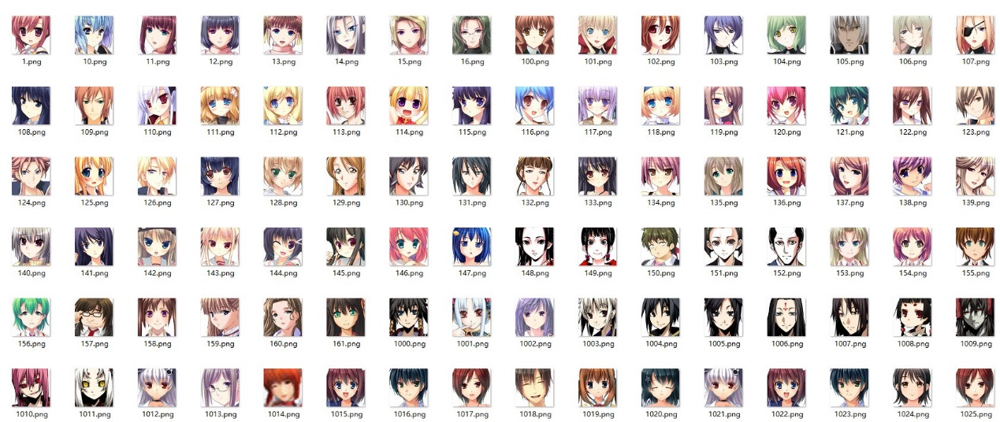 1.png 10.png 11.png 12.png 13.png 14.png 15.png 16.png 100.png 101.png 102.png 103.png 104.png 105.png 106.png 107.png
108.png 109.png 110.png 111.png 112.png 113.png 114.png 115.png 116.png 117.png 118.png 119.png 120.png 121.png 122.png 123.png
124.png 125.png 126.png 127.png 128.png 129.png 130.png 131.png 132.png 133.png 134.png 135.png 136.png 137.png 138.png 139.png
140.png 141.png 142.png 143.png 144.png 145.png 146.png 147.png 148.png 149.png 150.png 151.png 152.png 153.png 154.png 155.png
156.png 157.png 158.png 159.png 160.png 161.png 1000.png 1001.png 1002.png 1003.png 1004.png 1005.png 1006.png 1007.png 1008.png 1009.png
1010.png 1011.png 1012.png 1013.png 1014.png 1015.png 1016.png 1017.png 1018.png 1019.png 1020.png 1021.png 1022.png 1023.png 1024.png 1025.png